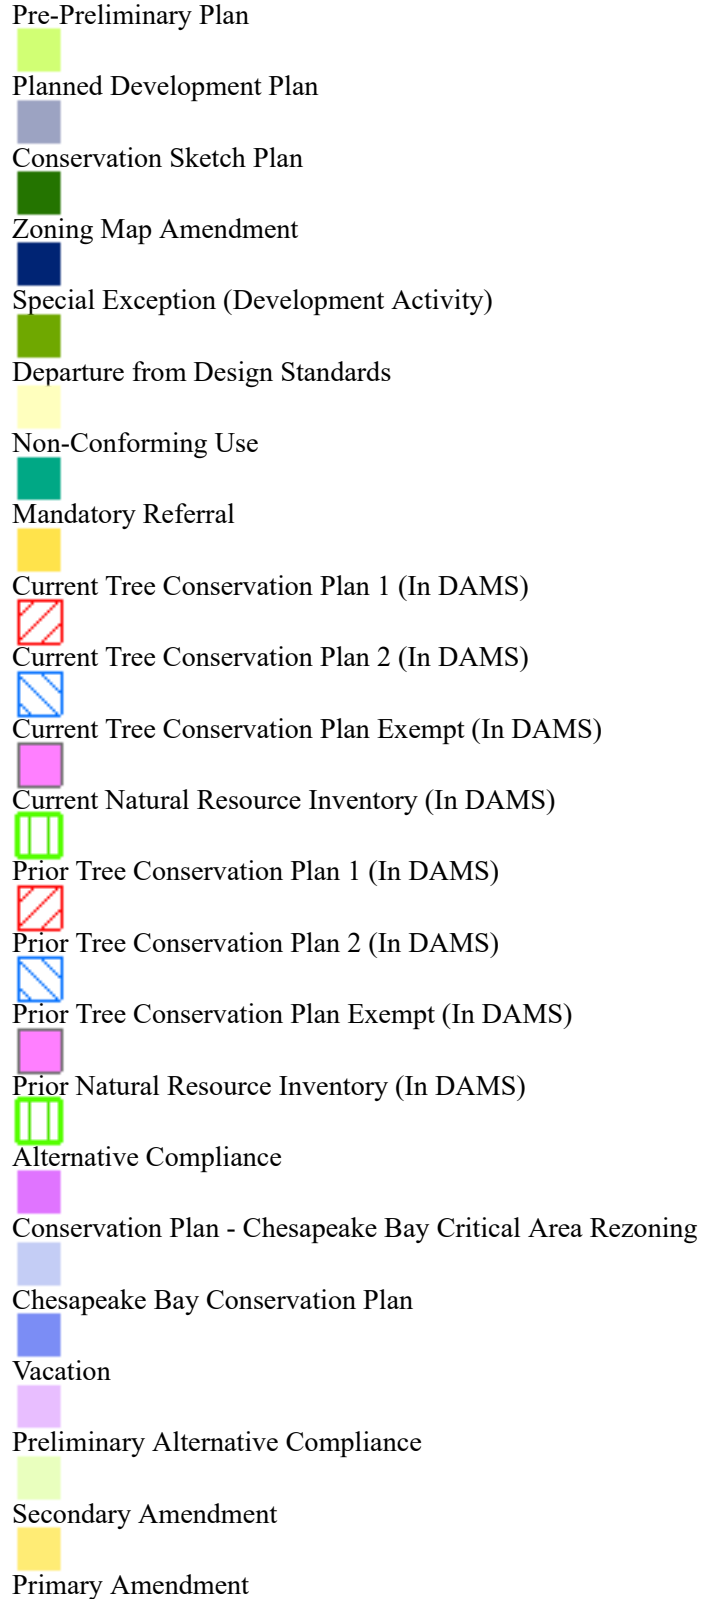 Pre-Preliminary Plan
Planned Development Plan
Conservation Sketch Plan
Zoning Map Amendment
Special Exception (Development Activity)
Departure from Design Standards
Non-Conforming Use
Mandatory Referral
Current Tree Conservation Plan 1 (In DAMS)
Current Tree Conservation Plan 2 (In DAMS)
Current Tree Conservation Plan Exempt (In DAMS)
Current Natural Resource Inventory (In DAMS)
Prior Tree Conservation Plan 1 (In DAMS)
Prior Tree Conservation Plan 2 (In DAMS)
Prior Tree Conservation Plan Exempt (In DAMS)
Prior Natural Resource Inventory (In DAMS)
Alternative Compliance
Conservation Plan - Chesapeake Bay Critical Area Rezoning
Chesapeake Bay Conservation Plan
Vacation
Preliminary Alternative Compliance
Secondary Amendment
Primary Amendment